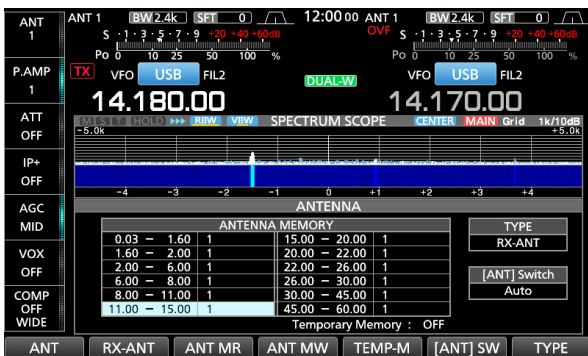 ANT 1 BW 2.4k SFT 0 12:00 00 ANT 1 BW 2.4k SFT 0
ANT
1
S ·1·3·5·7·9 +20 +40 +60dB OVF S ·1·3·5·7·9 +20 +40 +60dB
Po 0 10 25 50 100 % Po 0 10 25 50 100 %
P.AMP
1
TX VFO USB FIL2 DUAL-W VFO USB FIL2
14.180.00 14.170.00
ATT
OFF
MIS IT HOLD RBW VBW SPECTRUM SCOPE CENTER MAIN Grid 1k/10dB
-5.0k +5.0k
IP+
OFF
-4 -3 -2 -1 0 +1 +2 +3 +4
AGC
MID
ANTENNA
ANTENNA MEMORY
0.03 – 1.60 1 15.00 – 20.00 1
1.60 – 2.00 1 20.00 – 22.00 1
2.00 – 6.00 1 22.00 – 26.00 1
6.00 – 8.00 1 26.00 – 30.00 1
8.00 – 11.00 1 30.00 – 45.00 1
11.00 – 15.00 1 45.00 – 60.00 1
Temporary Memory : OFF
TYPE
RX-ANT
[ANT] Switch
Auto
VOX
OFF
COMP
OFF
WIDE
ANT RX-ANT ANT MR ANT MW TEMP-M [ANT] SW TYPE